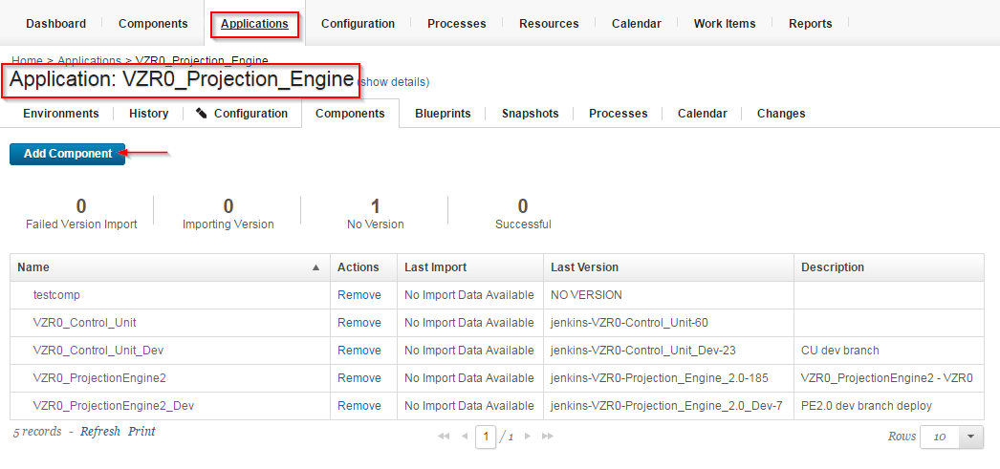 Dashboard Components Applications Configuration Processes Resources Calendar Work Items Reports
Home > Applications > VZR0_Projection_Engine
Application: VZR0_Projection_Engine (show details)
Environments History Configuration Components Blueprints Snapshots Processes Calendar Changes
Add Component
0 0 1 0
Failed Version Import Importing Version No Version Successful
Name Actions Last Import Last Version Description
testcomp Remove No Import Data Available NO VERSION
VZR0_Control_Unit Remove No Import Data Available jenkins-VZR0-Control_Unit-60
VZR0_Control_Unit_Dev Remove No Import Data Available jenkins-VZR0-Control_Unit_Dev-23 CU dev branch
VZR0_ProjectionEngine2 Remove No Import Data Available jenkins-VZR0-Projection_Engine_2.0-185 VZR0_ProjectionEngine2 - VZR0
VZR0_ProjectionEngine2_Dev Remove No Import Data Available jenkins-VZR0-Projection_Engine_2.0_Dev-7 PE2.0 dev branch deploy
5 records - Refresh Print 1 / 1 Rows 10